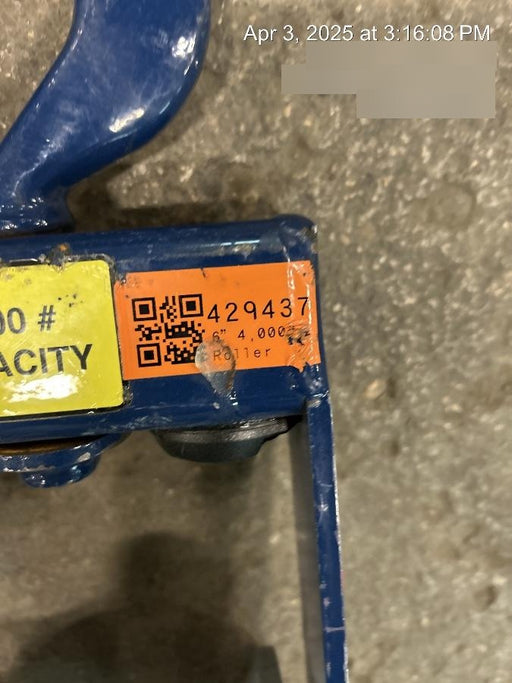 Apr 3, 2025 at 3:16:08 PM
00 #
ACITY
429437
6" 4,000#
Roller